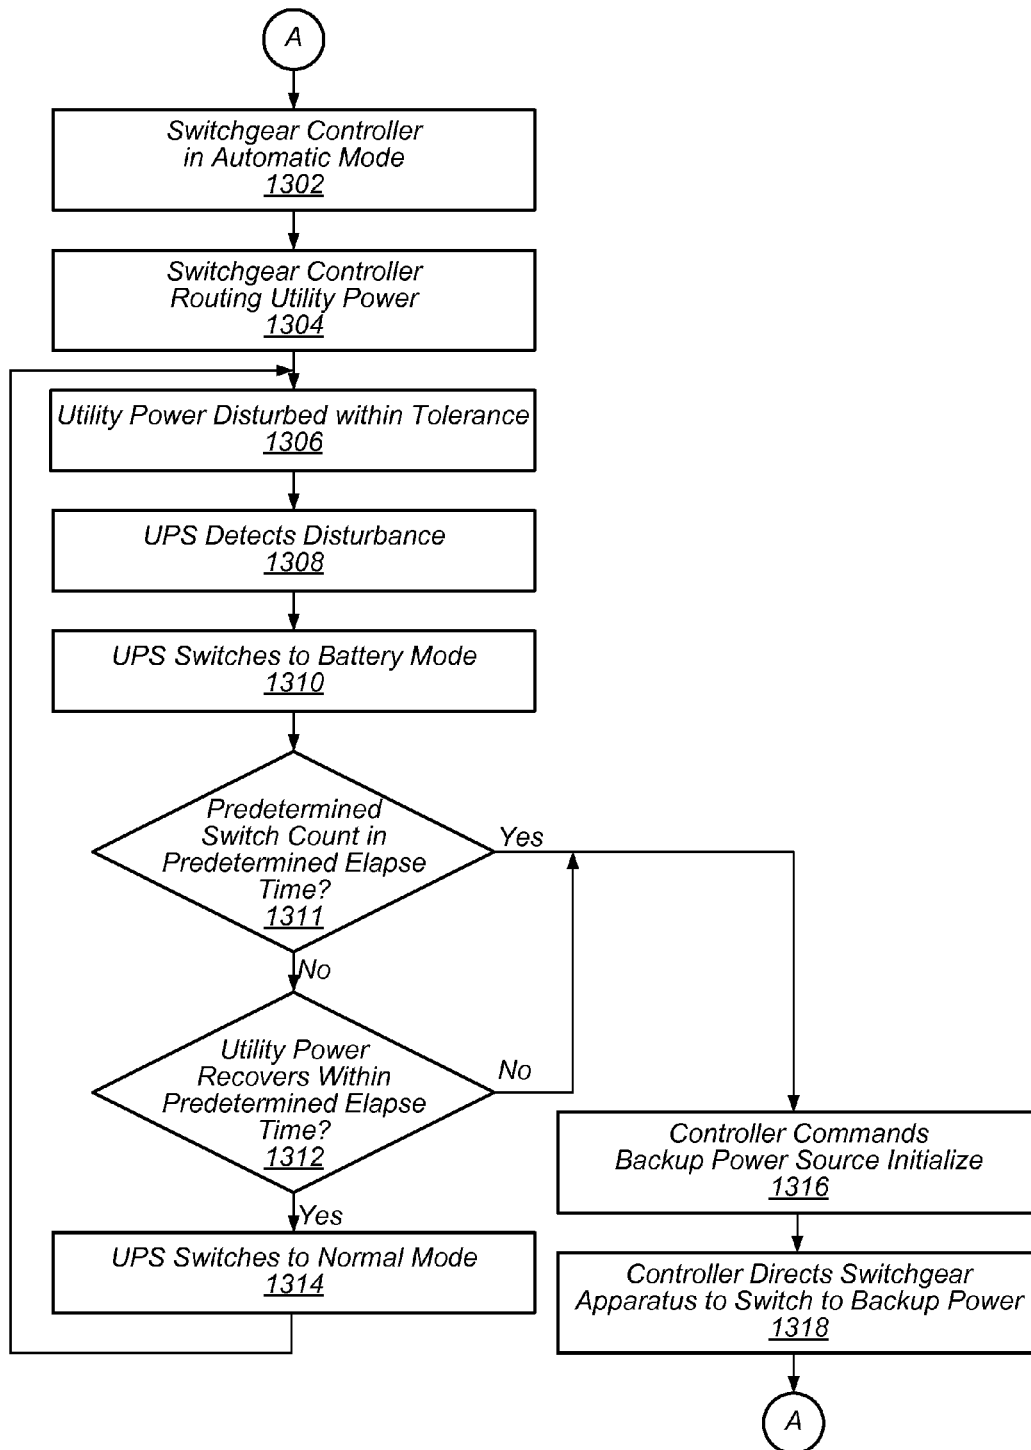 A
Switchgear Controller
in Automatic Mode
1302
Switchgear Controller
Routing Utility Power
1304
Utility Power Disturbed within Tolerance
1306
UPS Detects Disturbance
1308
UPS Switches to Battery Mode
1310
Predetermined
Switch Count in
Predetermined Elapse
Time?
1311
Yes
No
Utility Power
Recovers Within
Predetermined Elapse
Time?
1312
No
Yes
UPS Switches to Normal Mode
1314
Controller Commands
Backup Power Source Initialize
1316
Controller Directs Switchgear
Apparatus to Switch to Backup Power
1318
A